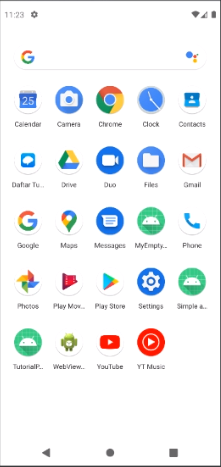 11:23
25
Calendar Camera Chrome Clock Contacts
Daftar Tu... Drive Duo Files Gmail
Google Maps Messages MyEmpty... Phone
Photos Play Mov... Play Store Settings Simple a...
TutorialP... WebView... YouTube YT Music